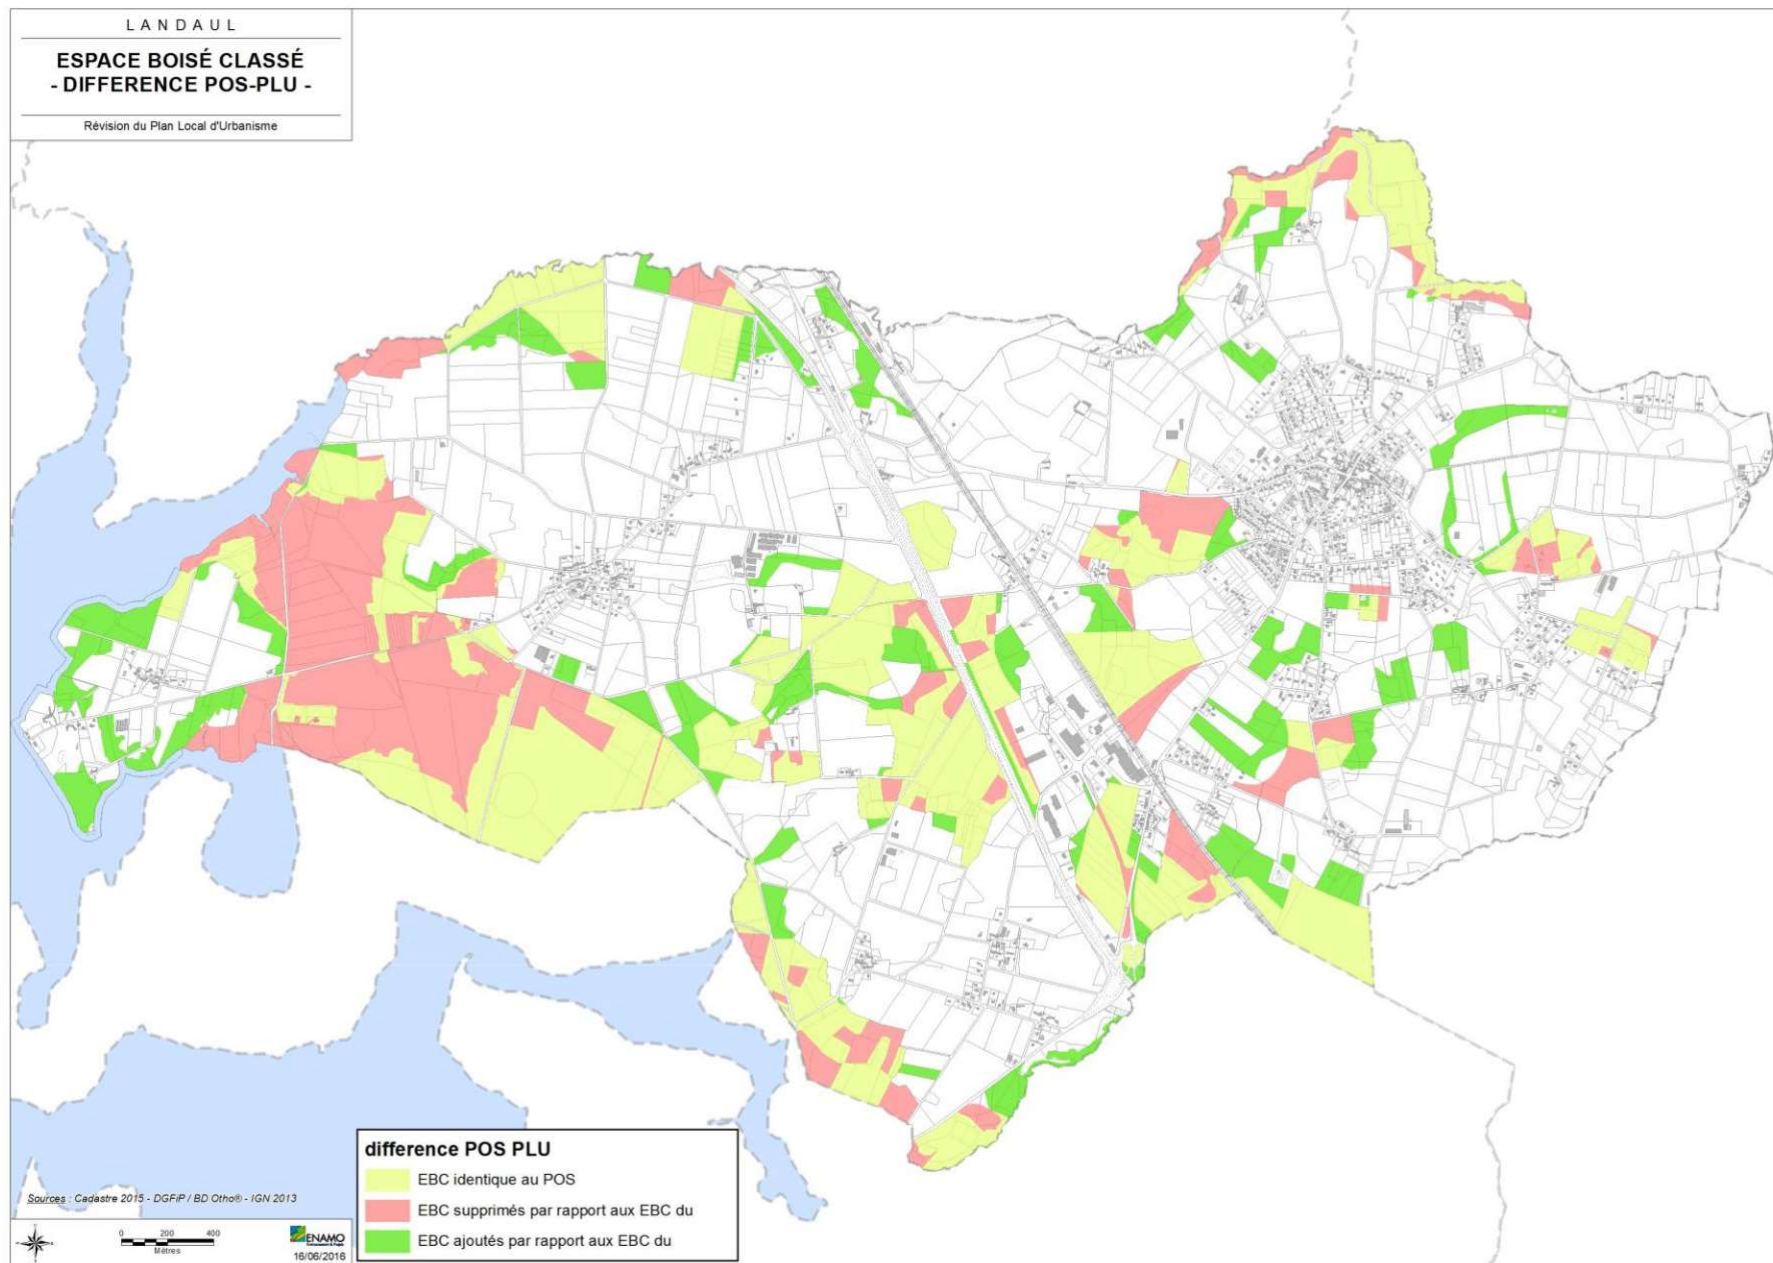 LANDAUL
ESPACE BOISÉ CLASSÉ
- DIFFERENCE POS-PLU -
Révision du Plan Local d'Urbanisme
difference POS PLU
EBC identique au POS
EBC supprimés par rapport aux EBC du
EBC ajoutés par rapport aux EBC du
Sources : Cadastre 2015 - DGFiP / BD Otho® - IGN 2013
0 200 400
Mètres
ENAMO
16/06/2016